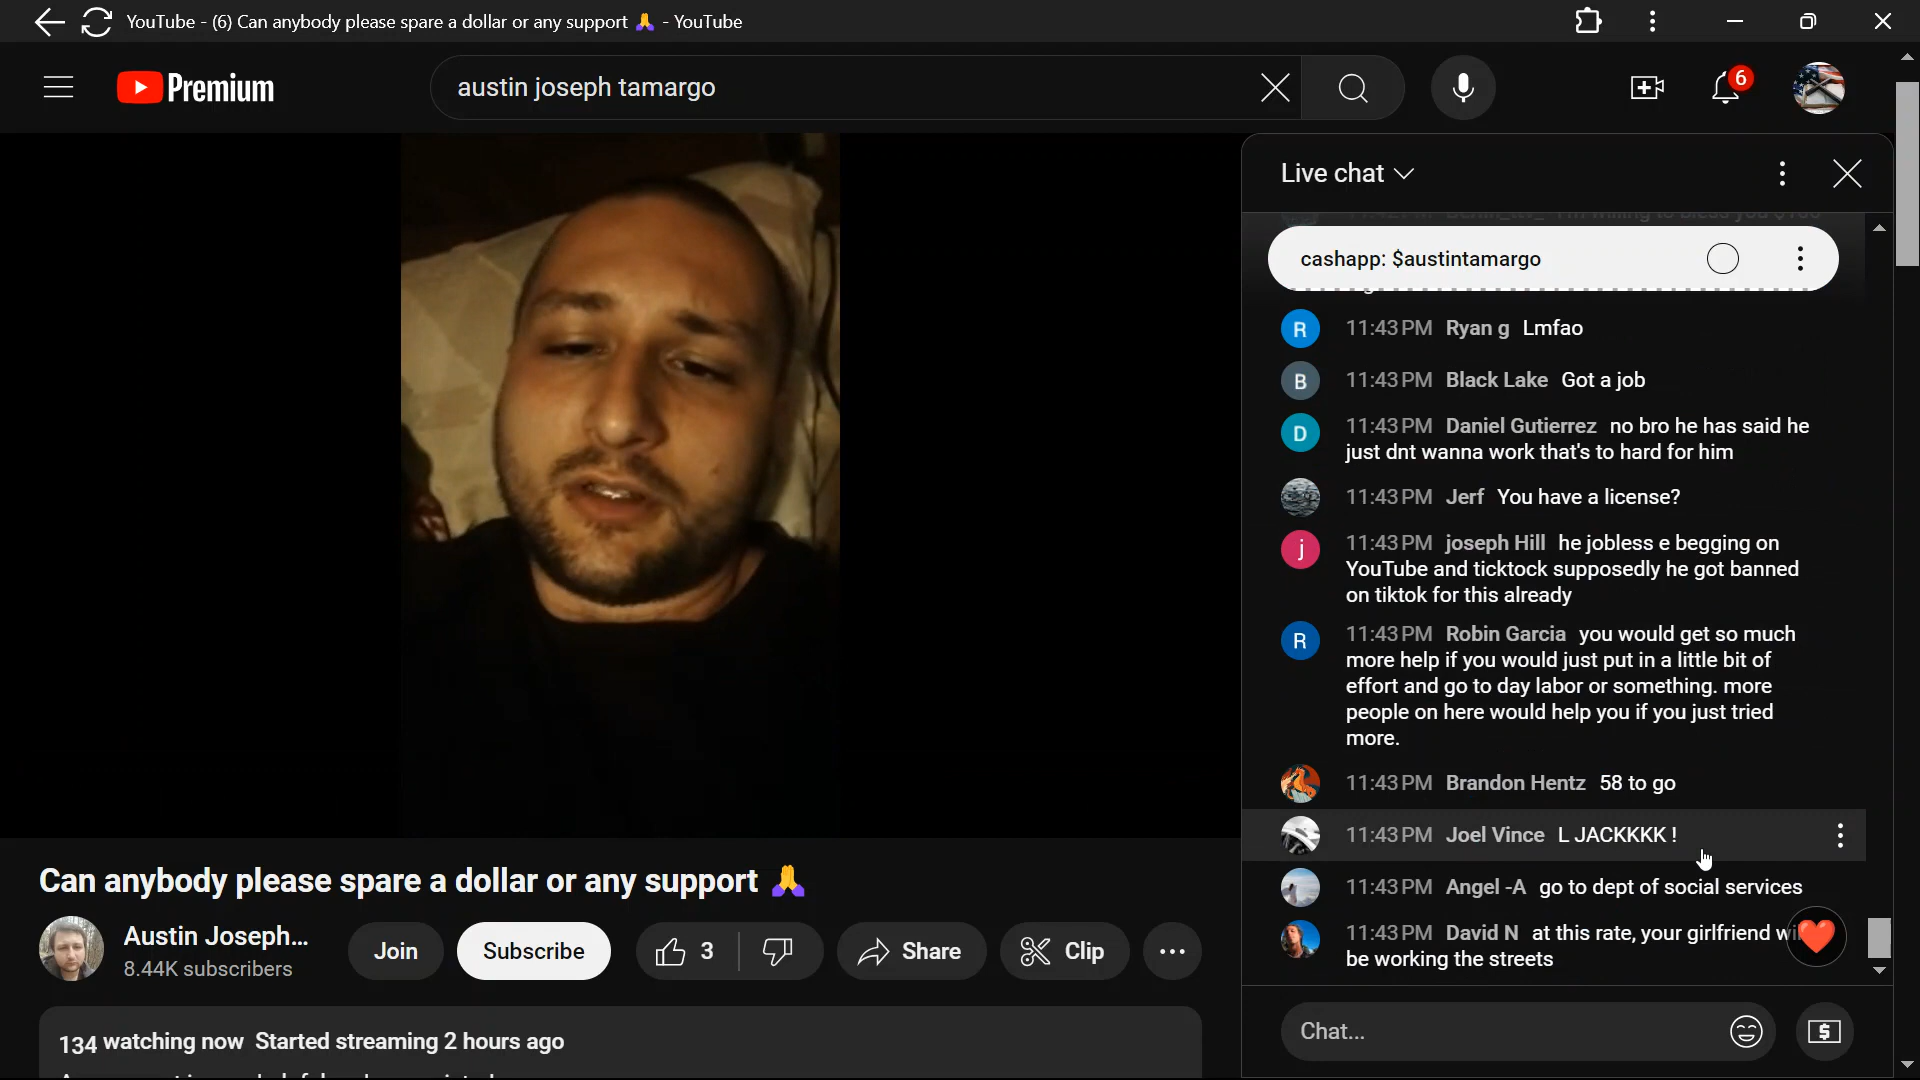 YouTube - (6) Can anybody please spare a dollar or any support 🙏 - YouTube
Premium
austin joseph tamargo
6
Live chat
cashapp: $austintamargo
R 11:43 PM Ryan g Lmfao
B 11:43 PM Black Lake Got a job
D 11:43 PM Daniel Gutierrez no bro he has said he
just dnt wanna work that's to hard for him
11:43 PM Jerf You have a license?
j 11:43 PM joseph Hill he jobless e begging on
YouTube and ticktock supposedly he got banned
on tiktok for this already
R 11:43 PM Robin Garcia you would get so much
more help if you would just put in a little bit of
effort and go to day labor or something. more
people on here would help you if you just tried
more.
11:43 PM Brandon Hentz 58 to go
11:43 PM Joel Vince L JACKKKK !
11:43 PM Angel -A go to dept of social services
11:43 PM David N at this rate, your girlfriend
be working the streets
Chat...
Can anybody please spare a dollar or any support 🙏
Austin Joseph...
8.44K subscribers
Join
Subscribe
3
Share
Clip
134 watching now Started streaming 2 hours ago